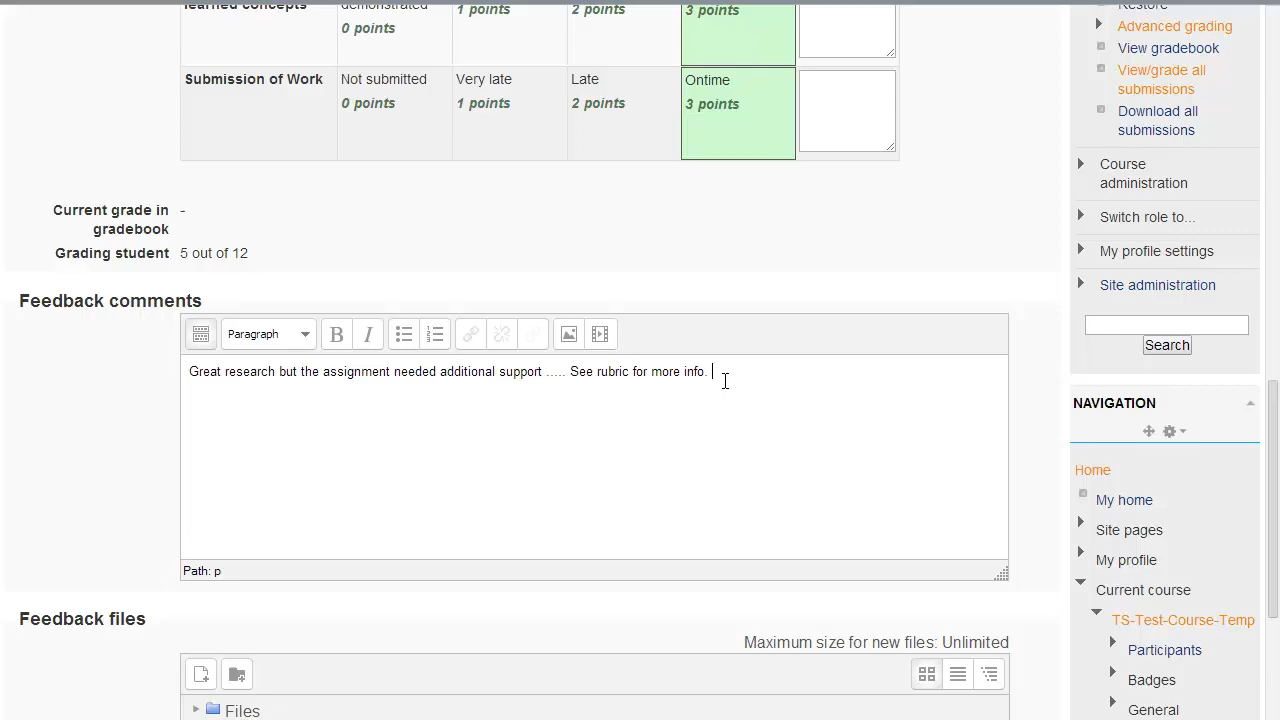 learned concepts
demonstrated
0 points
1 points
2 points
3 points
Submission of Work
Not submitted
0 points
Very late
1 points
Late
2 points
Ontime
3 points
Current grade in
gradebook
-
Grading student
5 out of 12
Feedback comments
Paragraph
B
I
Great research but the assignment needed additional support ..... See rubric for more info.
Path: p
Feedback files
Maximum size for new files: Unlimited
Files
Restore
Advanced grading
View gradebook
View/grade all
submissions
Download all
submissions
Course
administration
Switch role to...
My profile settings
Site administration
Search
NAVIGATION
Home
My home
Site pages
My profile
Current course
TS-Test-Course-Temp
Participants
Badges
General